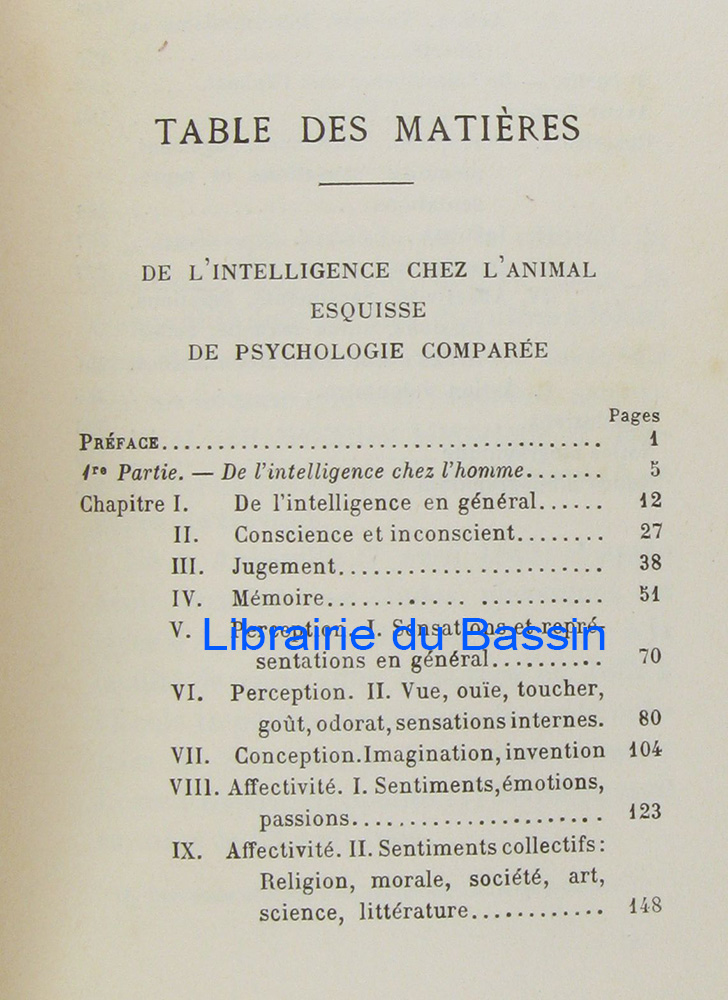 TABLE DES MATIÈRES
DE L'INTELLIGENCE CHEZ L'ANIMAL
ESQUISSE
DE PSYCHOLOGIE COMPARÉE
Pages
PRÉFACE........................................ 1
1re Partie. — De l'intelligence chez l'homme....... 5
Chapitre I. De l'intelligence en général...... 12
II. Conscience et inconscient........ 27
III. Jugement........................ 38
IV. Mémoire......................... 51
V. Perception. I. Sensations et repré-
Librairie du Bassin
sentations en général.......... 70
VI. Perception. II. Vue, ouïe, toucher,
goût, odorat, sensations internes. 80
VII. Conception. Imagination, invention 104
VIII. Affectivité. I. Sentiments, émotions,
passions....................... 123
IX. Affectivité. II. Sentiments collectifs:
Religion, morale, société, art,
science, littérature............ 148